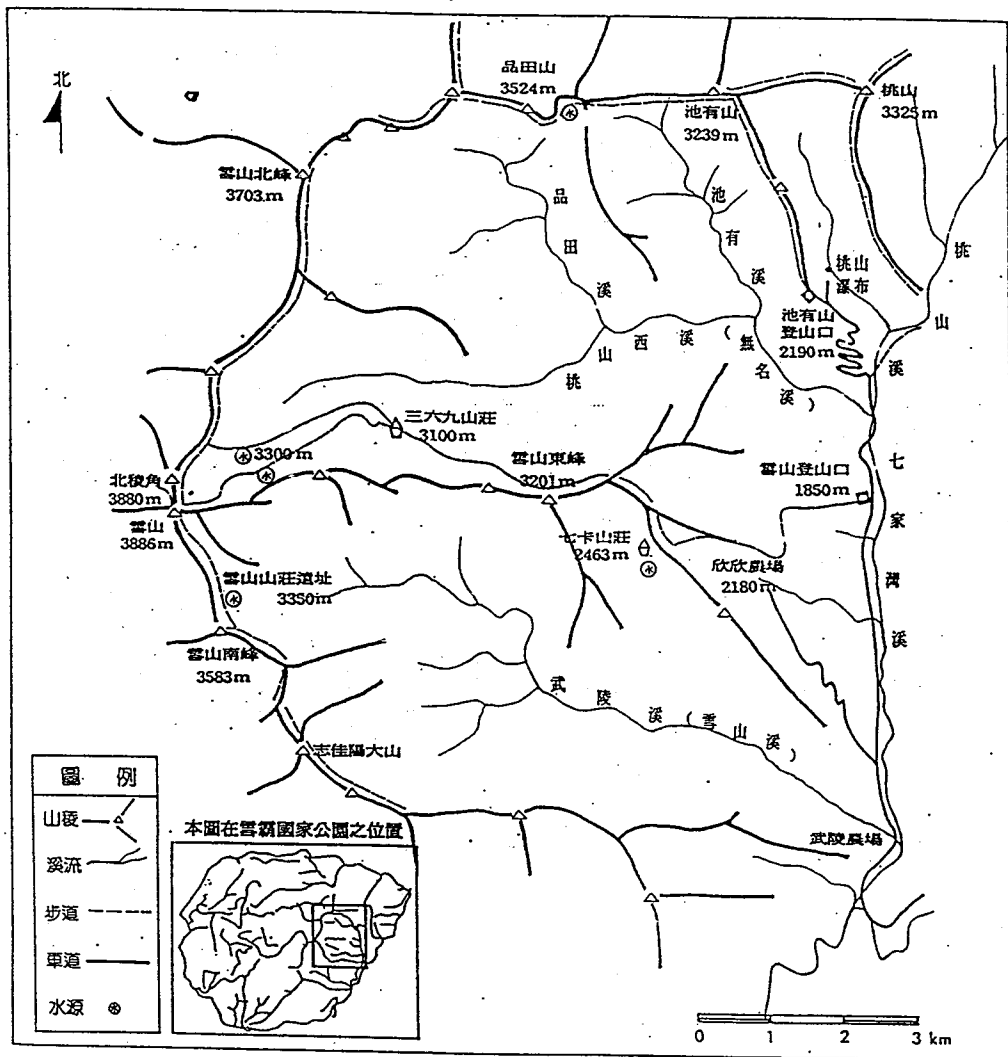 北
品田山
3524m
池有山
3239m
桃山
3325m
雪山北峰
3703m
品田溪
池有溪
桃山瀑布
池有山
登山口
2190m
桃山溪
桃山西溪(無名溪)
三六九山莊
3100m
3300m
雪山東峰
3201m
北稜角
3880m
雪山
3886m
雪山登山口
1850m
七家灣溪
七卡山莊
2463m
欣欣農場
2180m
雪山山莊遺址
3350m
雪山南峰
3583m
武陵溪(雪山溪)
志佳陽大山
武陵農場
圖例
山稜
溪流
步道
車道
水源
本圖在雪霸國家公園之位置
0 1 2 3 km